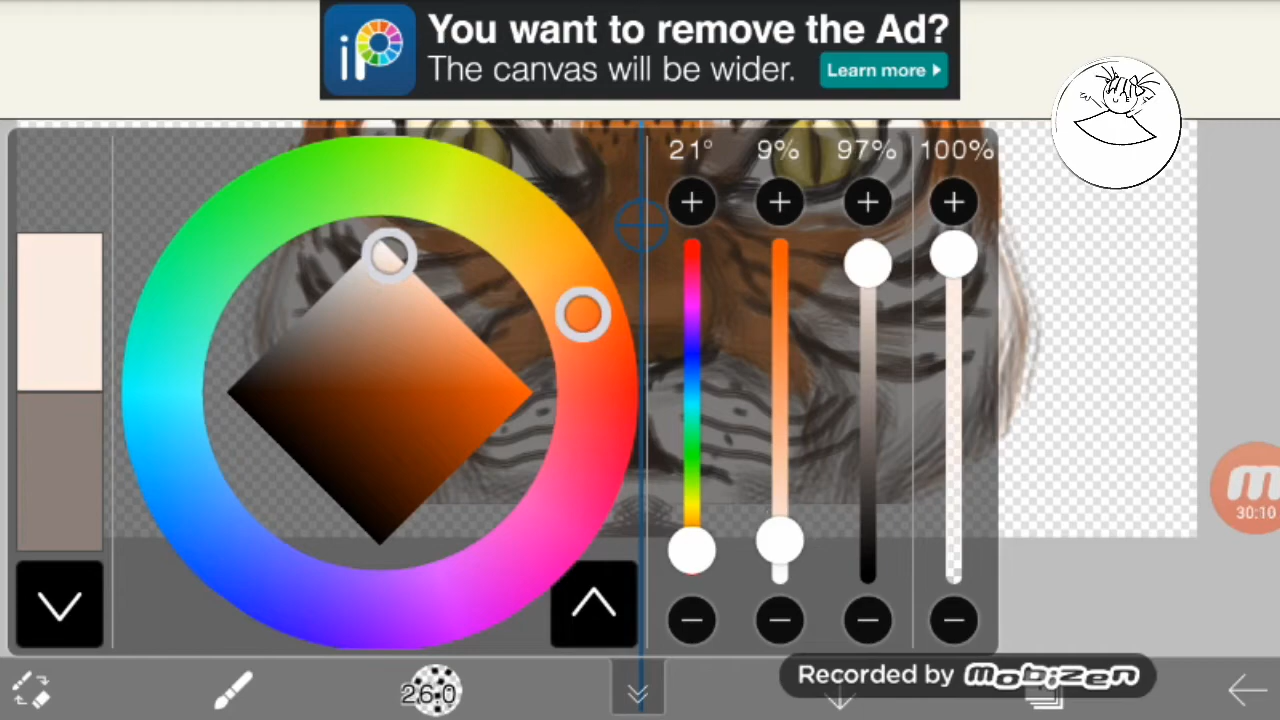 iP
You want to remove the Ad?
The canvas will be wider.
Learn more
21° 9% 97% 100%
30:10
26.0
Recorded by mobizen